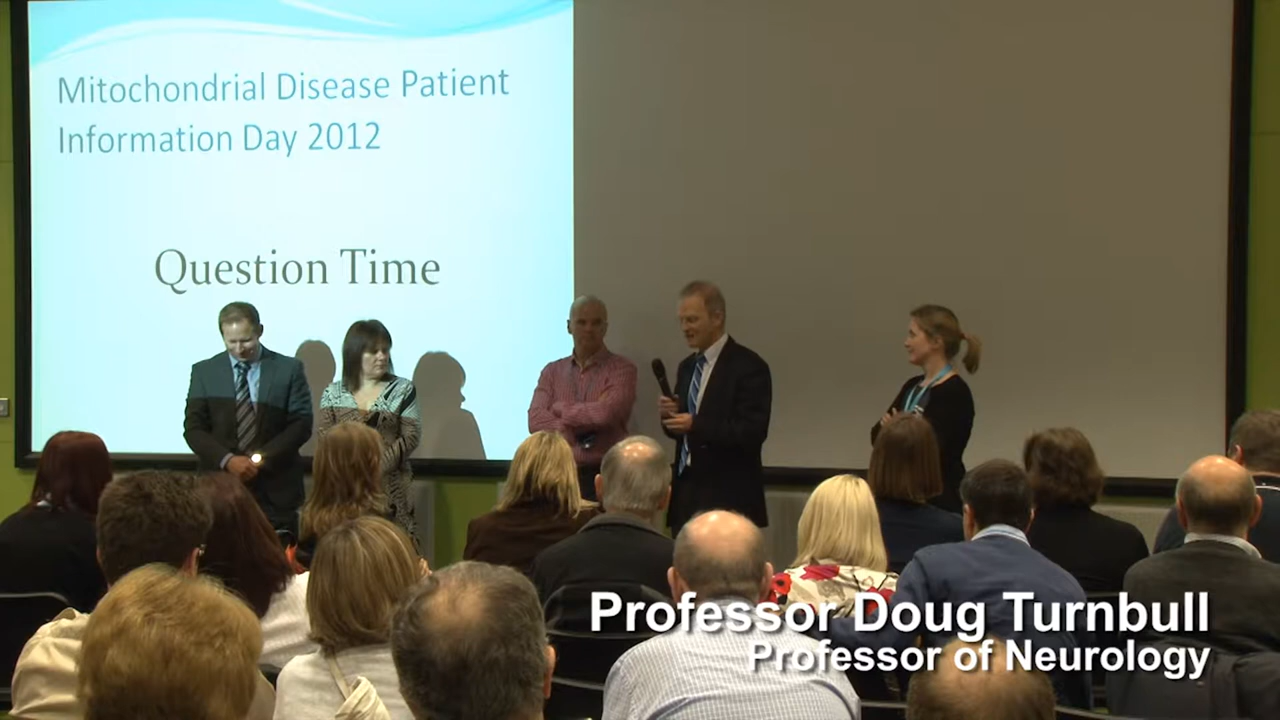 Mitochondrial Disease Patient
Information Day 2012
Question Time
Professor Doug Turnbull
Professor of Neurology